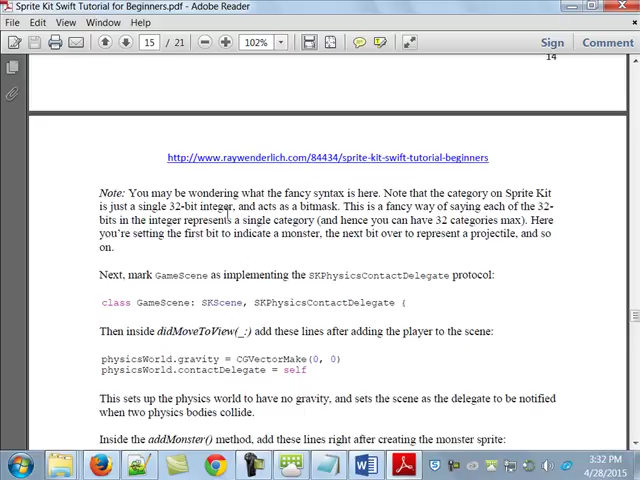 Sprite Kit Swift Tutorial for Beginners.pdf - Adobe Reader
File Edit View Window Help
15 / 21 102% Sign Comment
14
http://www.raywenderlich.com/84434/sprite-kit-swift-tutorial-beginners
Note: You may be wondering what the fancy syntax is here. Note that the category on Sprite Kit
is just a single 32-bit integer, and acts as a bitmask. This is a fancy way of saying each of the 32-
bits in the integer represents a single category (and hence you can have 32 categories max). Here
you're setting the first bit to indicate a monster, the next bit over to represent a projectile, and so
on.
Next, mark GameScene as implementing the SKPhysicsContactDelegate protocol:
class GameScene: SKScene, SKPhysicsContactDelegate {
Then inside didMoveToView(_:) add these lines after adding the player to the scene:
physicsWorld.gravity = CGVectorMake(0, 0)
physicsWorld.contactDelegate = self
This sets up the physics world to have no gravity, and sets the scene as the delegate to be notified
when two physics bodies collide.
Inside the addMonster() method, add these lines right after creating the monster sprite:
3:32 PM
4/28/2015